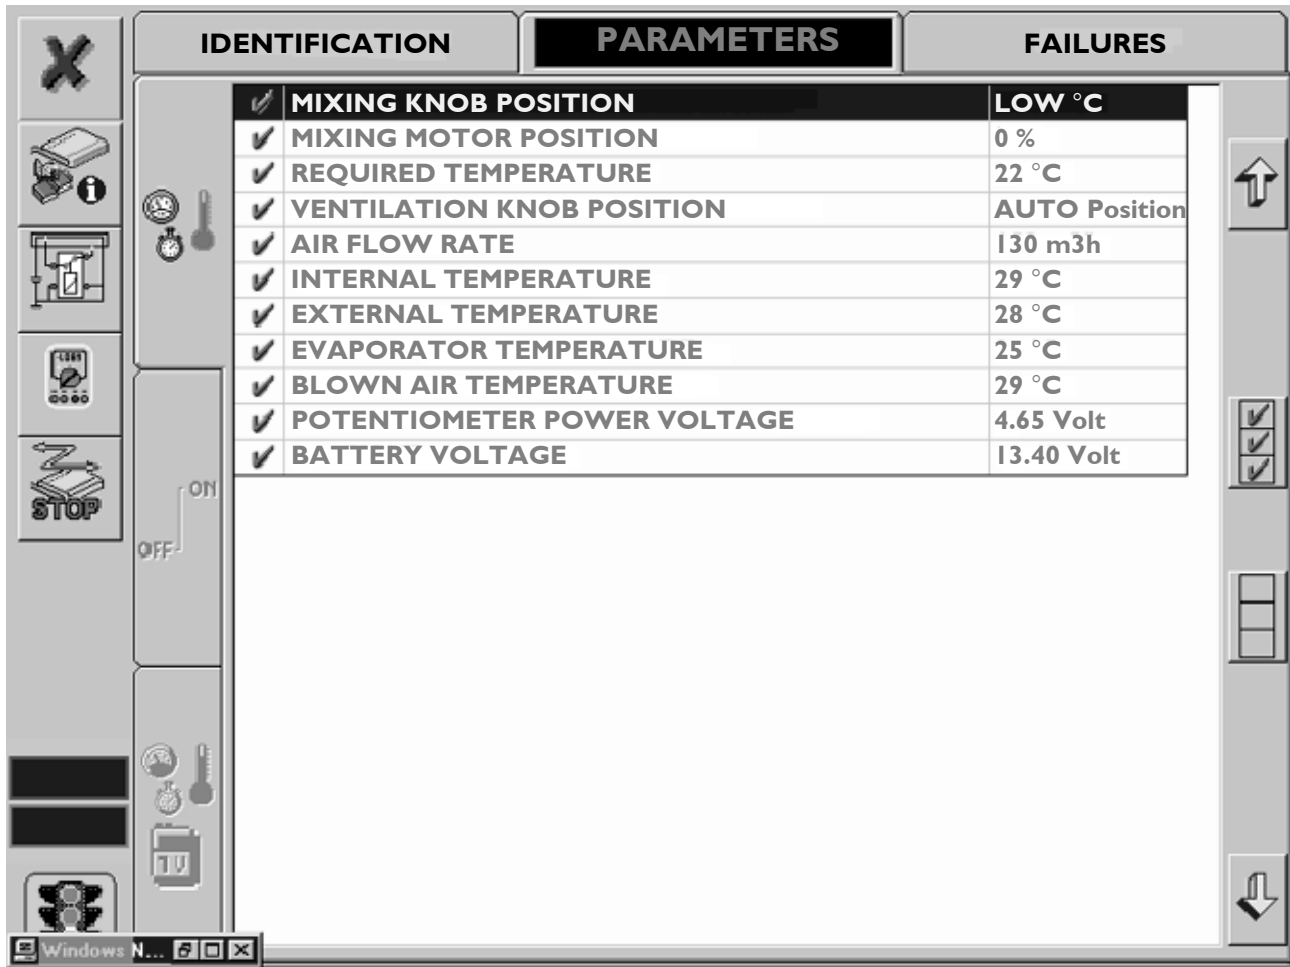 IDENTIFICATION PARAMETERS FAILURES
MIXING KNOB POSITION LOW °C
MIXING MOTOR POSITION 0 %
REQUIRED TEMPERATURE 22 °C
VENTILATION KNOB POSITION AUTO Position
AIR FLOW RATE 130 m3h
INTERNAL TEMPERATURE 29 °C
EXTERNAL TEMPERATURE 28 °C
EVAPORATOR TEMPERATURE 25 °C
BLOWN AIR TEMPERATURE 29 °C
POTENTIOMETER POWER VOLTAGE 4.65 Volt
BATTERY VOLTAGE 13.40 Volt
STOP
ON
OFF
Windows N...